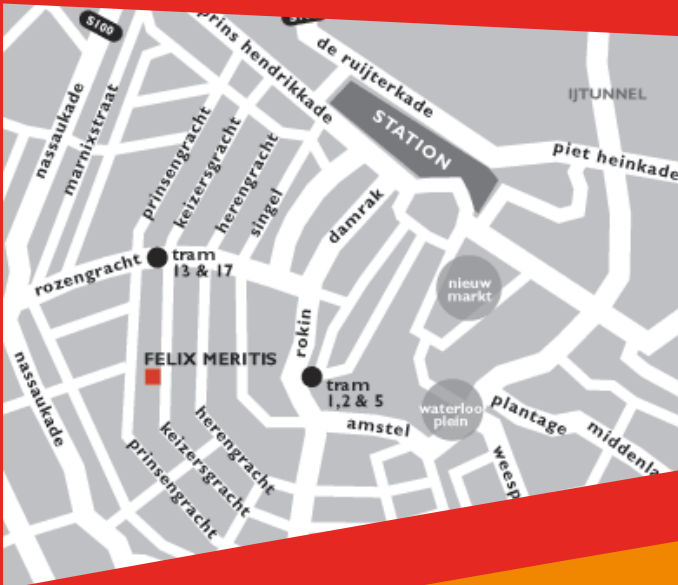 S100
prins hendrikkade
de ruijterkade
IJTUNNEL
STATION
piet heinkade
nassaukade
marnixstraat
prinsengracht
keizersgracht
herengracht
singel
damrak
rozengracht
tram
13 & 17
nieuw
markt
rokin
nassaukade
FELIX MERITIS
tram
1,2 & 5
waterloo
plein
plantage
middenla
amstel
weesp
herengracht
keizersgracht
prinsengracht